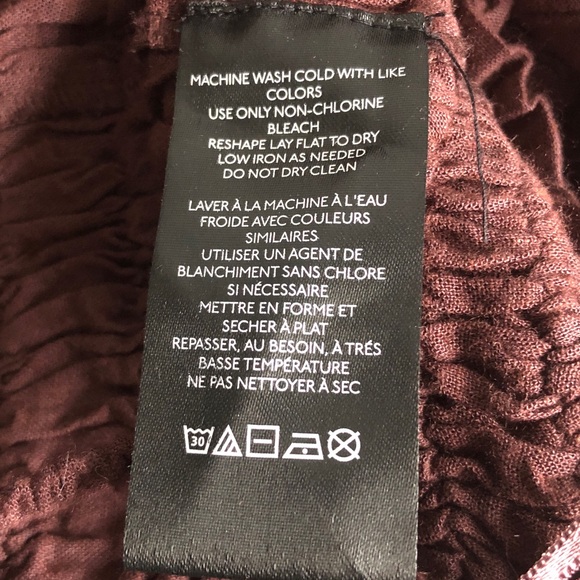 MACHINE WASH COLD WITH LIKE
COLORS
USE ONLY NON-CHLORINE
BLEACH
RESHAPE LAY FLAT TO DRY
LOW IRON AS NEEDED
DO NOT DRY CLEAN
LAVER À LA MACHINE À L'EAU
FROIDE AVEC COULEURS
SIMILAIRES
UTILISER UN AGENT DE
BLANCHIMENT SANS CHLORE
SI NÉCESSAIRE
METTRE EN FORME ET
SECHER À PLAT
REPASSER, AU BESOIN, À TRÉS
BASSE TEMPÉRATURE
NE PAS NETTOYER À SEC
30